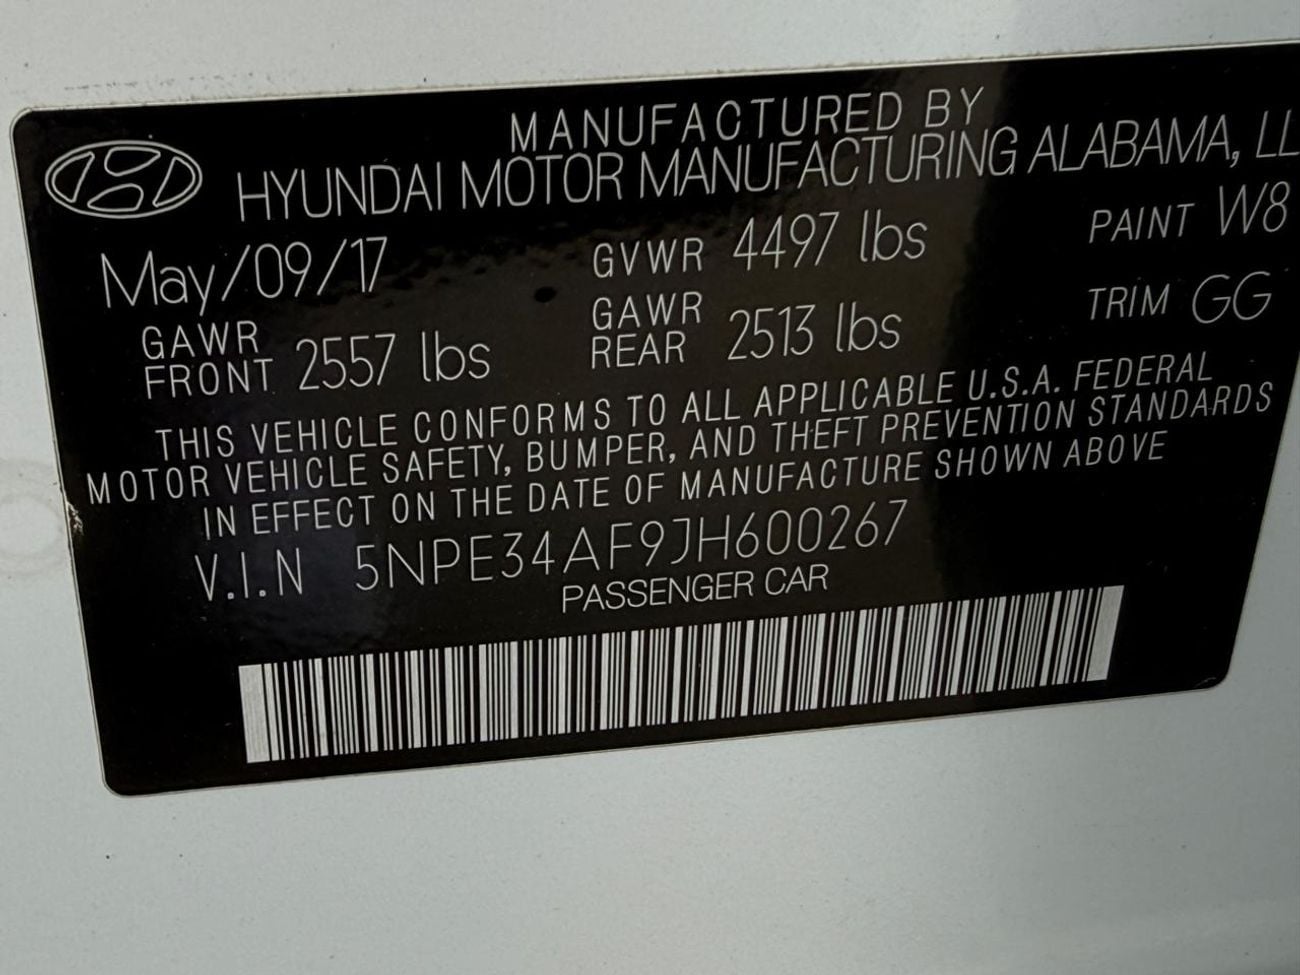 MANUFACTURED BY
HYUNDAI MOTOR MANUFACTURING ALABAMA, LL
May/09/17 GVWR 4497 lbs PAINT W8
GAWR FRONT 2557 lbs GAWR REAR 2513 lbs TRIM GG
THIS VEHICLE CONFORMS TO ALL APPLICABLE U.S.A. FEDERAL
MOTOR VEHICLE SAFETY, BUMPER, AND THEFT PREVENTION STANDARDS
IN EFFECT ON THE DATE OF MANUFACTURE SHOWN ABOVE
V.I.N 5NPE34AF9JH600267
PASSENGER CAR